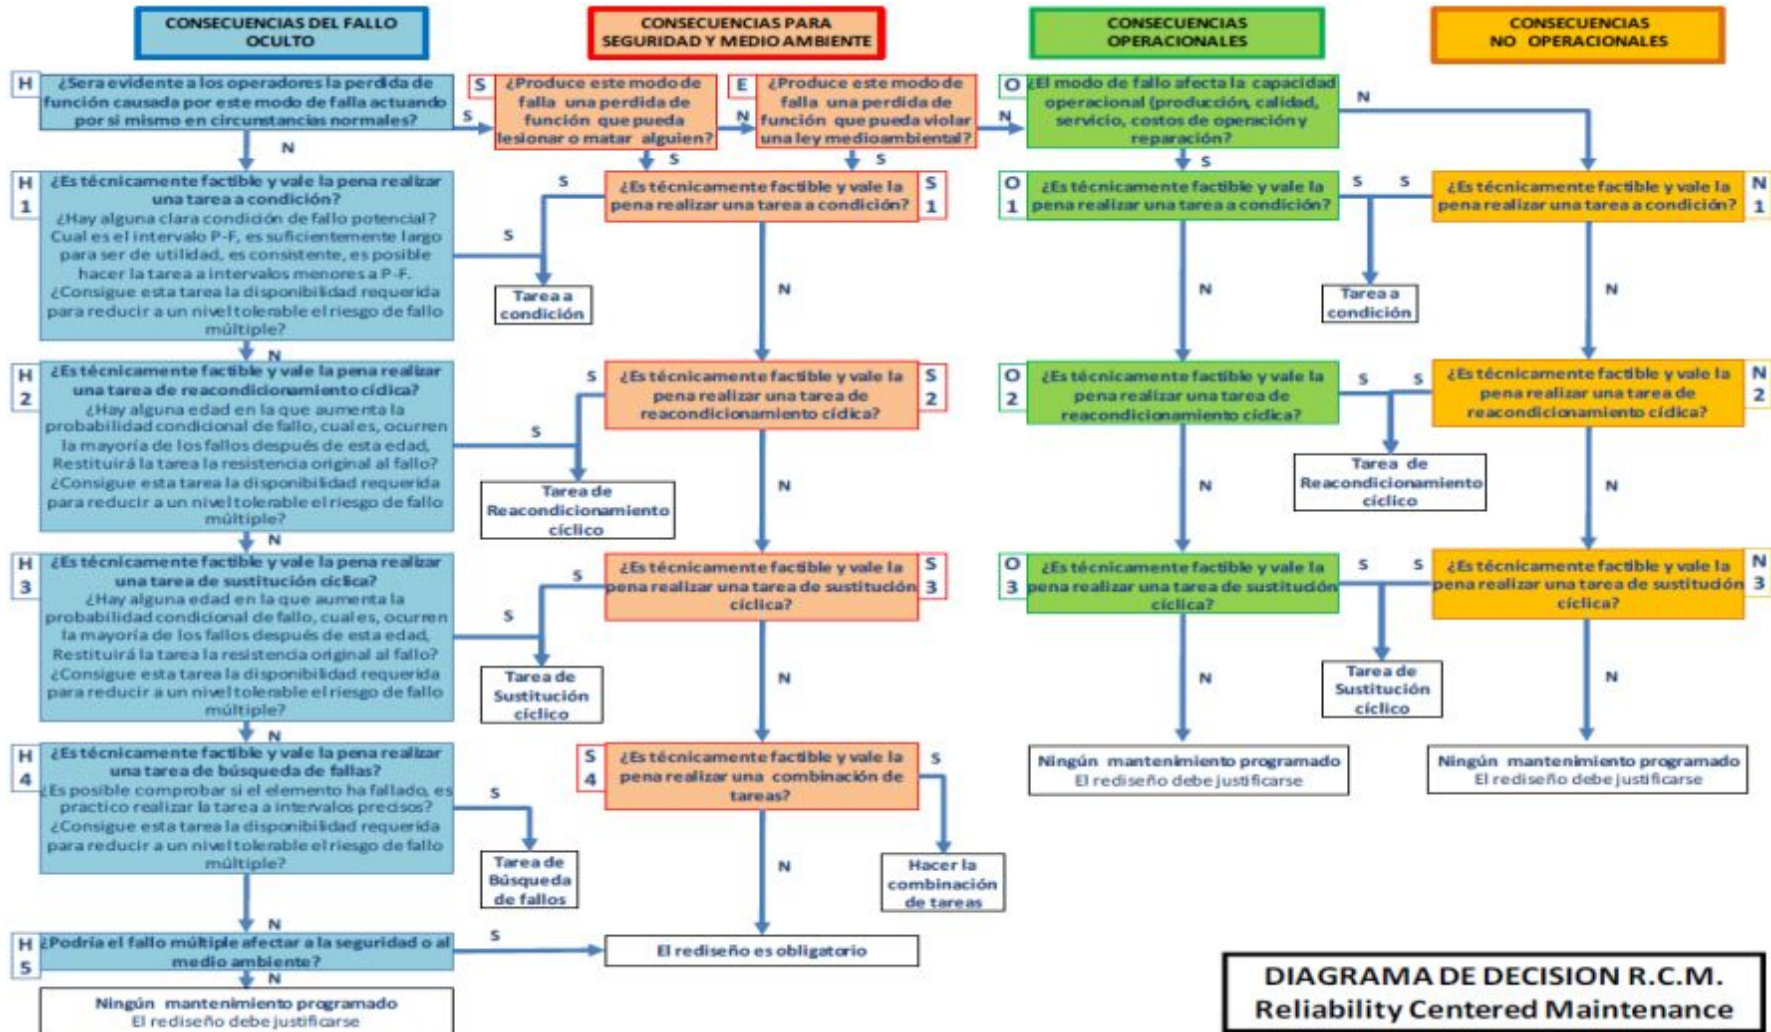 CONSECUENCIAS DEL FALLO
OCULTO
CONSECUENCIAS PARA
SEGURIDAD Y MEDIO AMBIENTE
CONSECUENCIAS
OPERACIONALES
CONSECUENCIAS
NO OPERACIONALES
H
¿Sera evidente a los operadores la perdida de
función causada por este modo de falla actuando
por si mismo en circunstancias normales?
S
N
S
¿Produce este modo de
falla una perdida de
función que pueda
lesionar o matar alguien?
N
S
E
¿Produce este modo de
falla una perdida de
función que pueda violar
una ley medioambiental?
N
S
O
¿El modo de fallo afecta la capacidad
operacional (producción, calidad,
servicio, costos de operación y
reparación?
N
S
H
1
¿Es técnicamente factible y vale la pena realizar
una tarea a condición?
¿Hay alguna clara condición de fallo potencial?
Cual es el intervalo P-F, es suficientemente largo
para ser de utilidad, es consistente, es posible
hacer la tarea a intervalos menores a P-F.
¿Consigue esta tarea la disponibilidad requerida
para reducir a un nivel tolerable el riesgo de fallo
múltiple?
S
N
S
¿Es técnicamente factible y vale la
pena realizar una tarea a condición?
S
1
N
Tarea a
condición
O
1
¿Es técnicamente factible y vale la
pena realizar una tarea a condición?
S
N
S
¿Es técnicamente factible y vale la
pena realizar una tarea a condición?
N
1
N
Tarea a
condición
H
2
¿Es técnicamente factible y vale la pena realizar
una tarea de reacondicionamiento cídica?
¿Hay alguna edad en la que aumenta la
probabilidad condicional de fallo, cual es, ocurren
la mayoría de los fallos después de esta edad,
Restituirá la tarea la resistencia original al fallo?
¿Consigue esta tarea la disponibilidad requerida
para reducir a un nivel tolerable el riesgo de fallo
múltiple?
S
N
S
¿Es técnicamente factible y vale la
pena realizar una tarea de
reacondicionamiento cídica?
S
2
N
Tarea de
Reacondicionamiento
cíclico
O
2
¿Es técnicamente factible y vale la
pena realizar una tarea de
reacondicionamiento cídica?
S
N
S
¿Es técnicamente factible y vale la
pena realizar una tarea de
reacondicionamiento cídica?
N
2
N
Tarea de
Reacondicionamiento
cíclico
H
3
¿Es técnicamente factible y vale la pena realizar
una tarea de sustitución cíclica?
¿Hay alguna edad en la que aumenta la
probabilidad condicional de fallo, cual es, ocurren
la mayoría de los fallos después de esta edad,
Restituirá la tarea la resistencia original al fallo?
¿Consigue esta tarea la disponibilidad requerida
para reducir a un nivel tolerable el riesgo de fallo
múltiple?
S
N
S
¿Es técnicamente factible y vale la
pena realizar una tarea de sustitución
cíclica?
S
3
N
Tarea de
Sustitución
cíclico
O
3
¿Es técnicamente factible y vale la
pena realizar una tarea de sustitución
cíclica?
S
N
S
¿Es técnicamente factible y vale la
pena realizar una tarea de sustitución
cíclica?
N
3
N
Tarea de
Sustitución
cíclico
H
4
¿Es técnicamente factible y vale la pena realizar
una tarea de búsqueda de fallas?
¿Es posible comprobar si el elemento ha fallado, es
practico realizar la tarea a intervalos precisos?
¿Consigue esta tarea la disponibilidad requerida
para reducir a un nivel tolerable el riesgo de fallo
múltiple?
S
N
Tarea de
Búsqueda
de fallos
S
4
¿Es técnicamente factible y vale la
pena realizar una combinación de
tareas?
S
N
Hacer la
combinación
de tareas
Ningún mantenimiento programado
El rediseño debe justificarse
Ningún mantenimiento programado
El rediseño debe justificarse
H
5
¿Podría el fallo múltiple afectar a la seguridad o al
medio ambiente?
S
N
El rediseño es obligatorio
Ningún mantenimiento programado
El rediseño debe justificarse
DIAGRAMA DE DECISION R.C.M.
Reliability Centered Maintenance